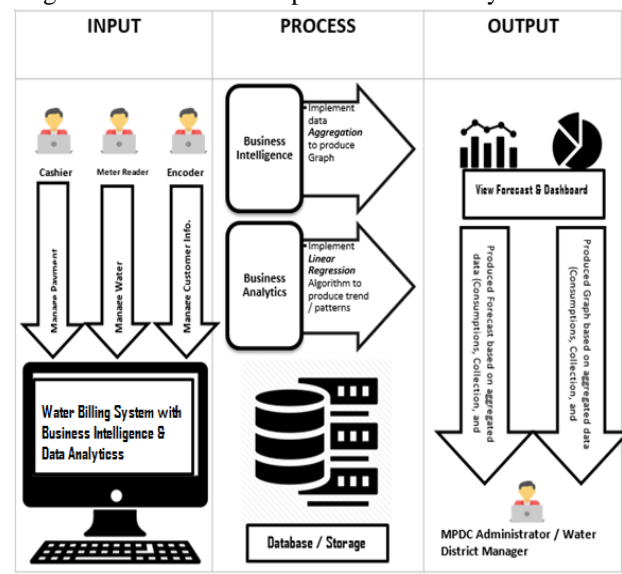 INPUT
PROCESS
OUTPUT
Cashier
Meter Reader
Encoder
Manage Payment
Manage Water
Manage Customer Info.
Water Billing System with
Business Intelligence &
Data Analyticss
Business
Intelligence
Implement
data
Aggregation
to produce
Graph
Business
Analytics
Implement
Linear
Regression
Algorithm to
produce trend
/ patterns
Database / Storage
View Forecast & Dashboard
Produced Forecast based on aggregated
data (Consumptions, Collection, and
Produced Graph based on aggregated data
(Consumptions, Collection, and
MPDC Administrator / Water
District Manager